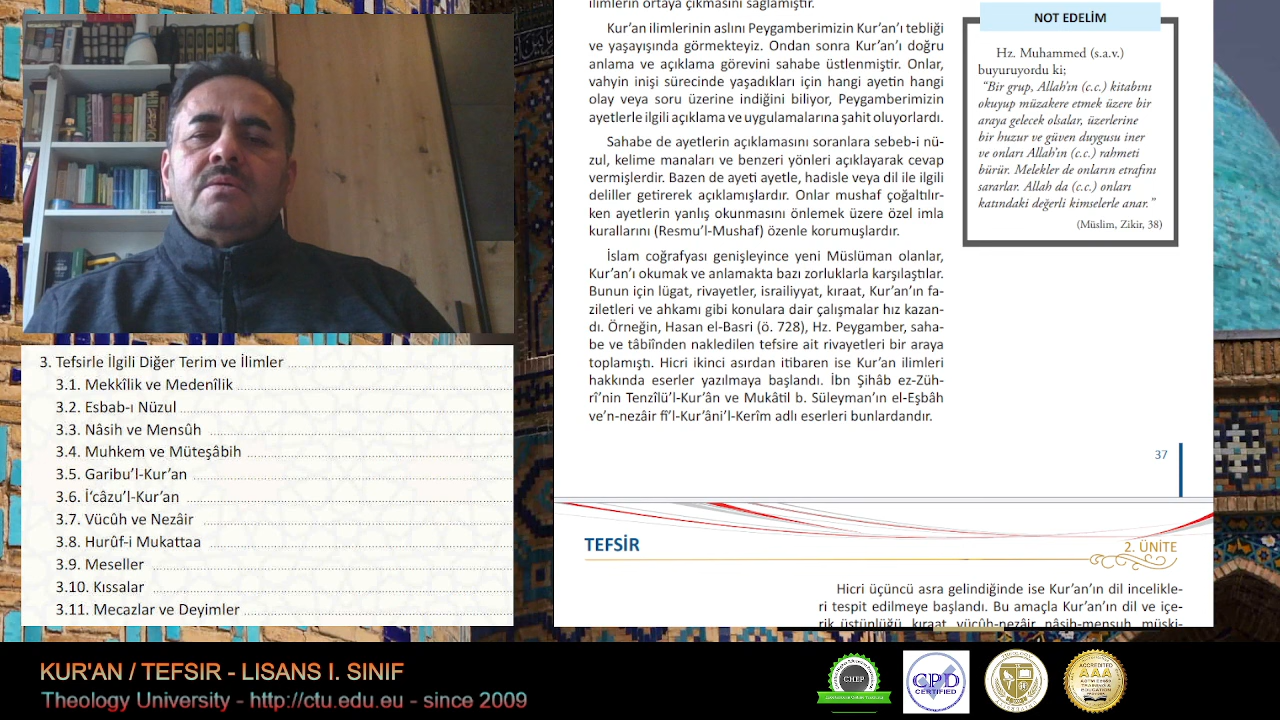 ilimlerin ortaya çıkmasını sağlamıştır.
Kur'an ilimlerinin aslını Peygamberimizin Kur'an'ı tebliği
ve yaşayışında görmekteyiz. Ondan sonra Kur'an'ı doğru
anlama ve açıklama görevini sahabe üstlenmiştir. Onlar,
vahyin inişi sürecinde yaşadıkları için hangi ayetin hangi
olay veya soru üzerine indiğini biliyor, Peygamberimizin
ayetlerle ilgili açıklama ve uygulamalarına şahit oluyorlardı.
Sahabe de ayetlerin açıklamasını soranlara sebeb-i nü-
zul, kelime manaları ve benzeri yönleri açıklayarak cevap
vermişlerdir. Bazen de ayeti ayetle, hadisle veya dil ile ilgili
deliller getirerek açıklamışlardır. Onlar mushaf çoğaltılır-
ken ayetlerin yanlış okunmasını önlemek üzere özel imla
kurallarını (Resmu'l-Mushaf) özenle korumuşlardır.
İslam coğrafyası genişleyince yeni Müslüman olanlar,
Kur'an'ı okumak ve anlamakta bazı zorluklarla karşılaştılar.
Bunun için lügat, rivayetler, israiliyyat, kıraat, Kur'an'ın fa-
ziletleri ve ahkamı gibi konulara dair çalışmalar hız kazan-
dı. Örneğin, Hasan el-Basri (ö. 728), Hz. Peygamber, saha-
be ve tâbiînden nakledilen tefsire ait rivayetleri bir araya
toplamıştı. Hicri ikinci asırdan itibaren ise Kur'an ilimleri
hakkında eserler yazılmaya başlandı. İbn Şihâb ez-Züh-
rî'nin Tenzîlü'l-Kur'ân ve Mukâtil b. Süleyman'ın el-Eşbâh
ve'n-nezâir fi'l-Kur'âni'l-Kerîm adlı eserleri bunlardandır.
NOT EDELİM
Hz. Muhammed (s.a.v.)
buyuruyordu ki;
"Bir grup, Allah'ın (c.c.) kitabını
okuyup müzakere etmek üzere bir
araya gelecek olsalar, üzerlerine
bir huzur ve güven duygusu iner
ve onları Allah'ın (c.c.) rahmeti
bürür. Melekler de onların etrafını
sararlar. Allah da (c.c.) onları
katındaki değerli kimselerle anar."
(Müslim, Zikir, 38)
37
TEFSİR
2. ÜNİTE
Hicri üçüncü asra gelindiğinde ise Kur'an'ın dil incelikle-
ri tespit edilmeye başlandı. Bu amaçla Kur'an'ın dil ve içe-
rik üstünlüğü, kıraat, vücûh-nezâir, nâsih-mensuh, müşki-
3. Tefsirle İlgili Diğer Terim ve İlimler
3.1. Mekkîlik ve Medenîlik
3.2. Esbab-ı Nüzul
3.3. Nâsih ve Mensûh
3.4. Muhkem ve Müteşâbih
3.5. Garibu'l-Kur'an
3.6. İ'câzu'l-Kur'an
3.7. Vücûh ve Nezâir
3.8. Hurûf-i Mukattaa
3.9. Meseller
3.10. Kıssalar
3.11. Mecazlar ve Deyimler
KUR'AN / TEFSIR - LISANS I. SINIF
Theology University - http://ctu.edu.eu - since 2009
CHEP
CPD
CERTIFIED
ACCREDITED
AAA